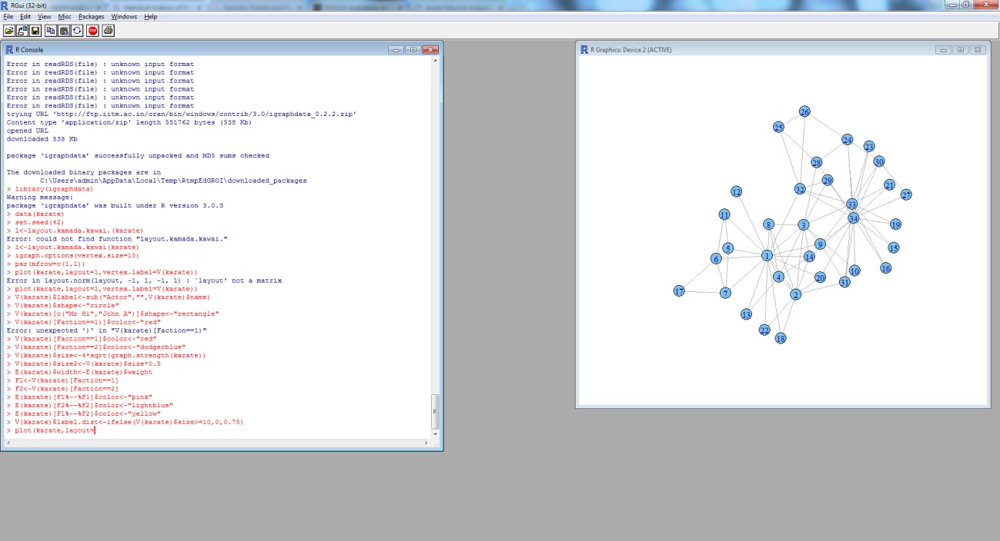 RGui (32-bit)
File Edit View Misc Packages Windows Help
STOP
R Console
Error in readRDS(file) : unknown input format
Error in readRDS(file) : unknown input format
Error in readRDS(file) : unknown input format
Error in readRDS(file) : unknown input format
Error in readRDS(file) : unknown input format
Error in readRDS(file) : unknown input format
trying URL 'http://ftp.iitm.ac.in/cran/bin/windows/contrib/3.0/igraphdata_0.2.2.zip'
Content type 'application/zip' length 551762 bytes (538 Kb)
opened URL
downloaded 538 Kb
package ‘igraphdata’ successfully unpacked and MD5 sums checked
The downloaded binary packages are in
C:\Users\admin\AppData\Local\Temp\RtmpEdGROI\downloaded_packages
> library(igraphdata)
Warning message:
package ‘igraphdata’ was built under R version 3.0.3
> data(karate)
> set.seed(42)
> l<-layout.kamada.kawai.(karate)
Error: could not find function "layout.kamada.kawai."
> l<-layout.kamada.kawai(karate)
> igraph.options(vertex.size=10)
> par(mfrow=c(1,1))
> plot(karate,layout=1,vertex.label=V(karate))
Error in layout.norm(layout, -1, 1, -1, 1) : `layout' not a matrix
> plot(karate,layout=l,vertex.label=V(karate))
> V(karate)$label<-sub("Actor","",V(karate)$name)
> V(karate)$shape<-"circle"
> V(karate)[c("Mr Hi","John A")]$shape<-"rectangle"
> V(karate)[Faction==1)]$color<-"red"
Error: unexpected ')' in "V(karate)[Faction==1)"
> V(karate)[Faction==1]$color<-"red"
> V(karate)[Faction==2]$color<-"dodgerblue"
> V(karate)$size<-4*sqrt(graph.strength(karate))
> V(karate)$size2<-V(karate)$size*0.5
> E(karate)$width<-E(karate)$weight
> F1<-V(karate)[Faction==1]
> F2<-V(karate)[Faction==2]
> E(karate)[F1%--%F1]$color<-"pink"
> E(karate)[F2%--%F2]$color<-"lightblue"
> E(karate)[F1%--%F2]$color<-"yellow"
> V(karate)$label.dist<-ifelse(V(karate)$size>=10,0,0.75)
> plot(karate,layout=
R Graphics: Device 2 (ACTIVE)
26
25
24
23
28
30
29
21
32
12
27
33
11
34
8
3
19
9
5
15
1
14
6
16
10
4
20
31
17
7
2
13
22
18